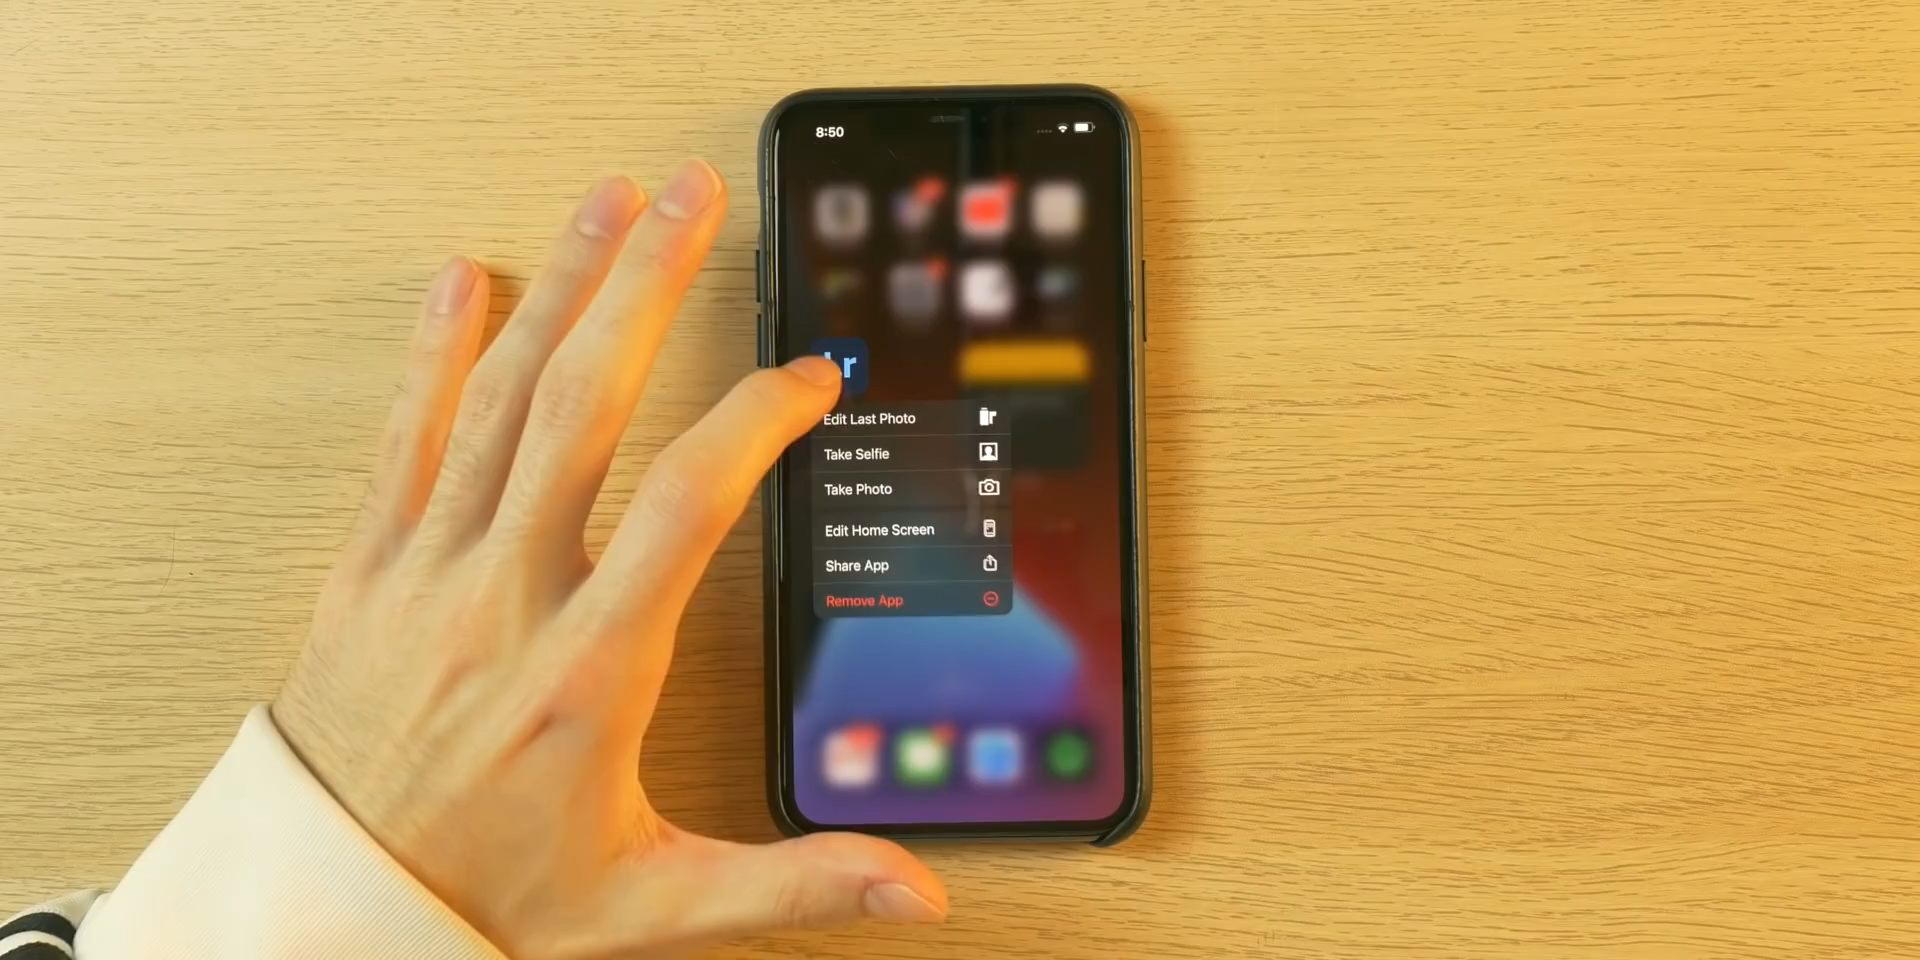 8:50
Lr
Edit Last Photo
Take Selfie
Take Photo
Edit Home Screen
Share App
Remove App